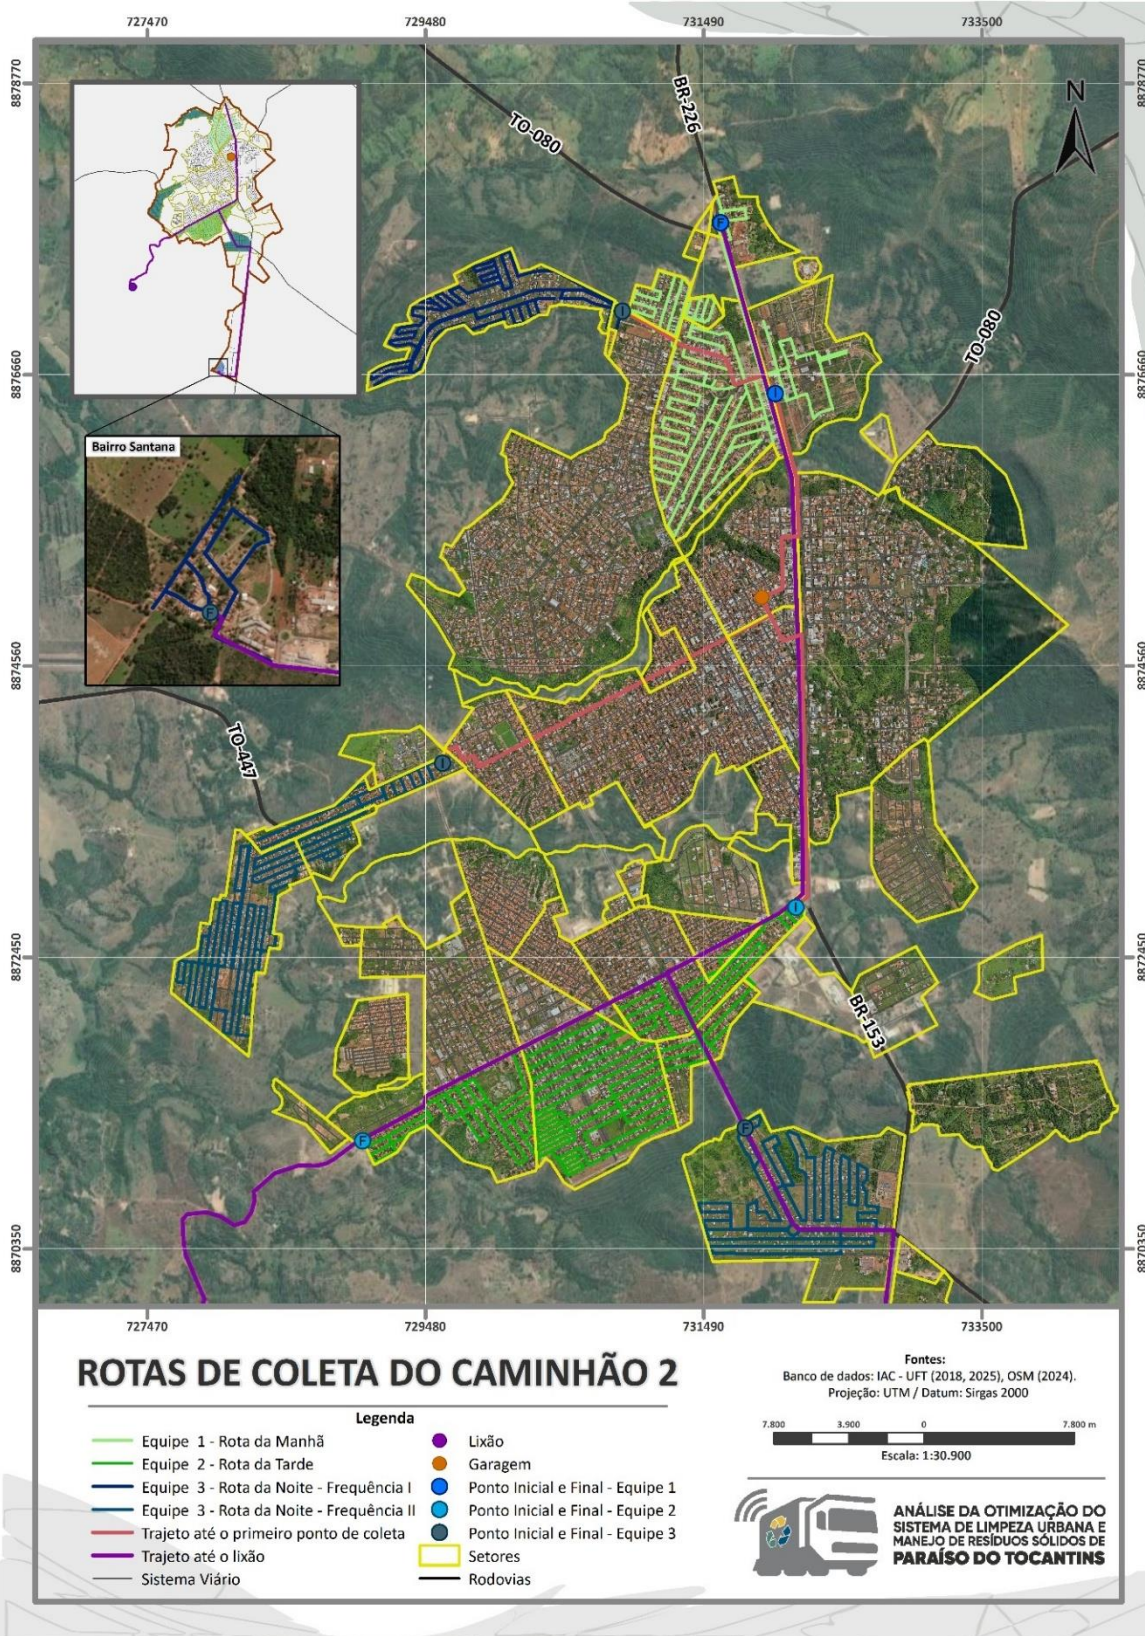 727470
729480
731490
733500
8878770
8878770
BR-226
TO-080
N
TO-080
8876660
8876660
Bairro Santana
F
I
I
F
8874560
8874560
TO-447
I
I
8872450
8872450
BR-153
F
F
8870350
8870350
727470
729480
731490
733500
ROTAS DE COLETA DO CAMINHÃO 2
Fontes:
Banco de dados: IAC - UFT (2018, 2025), OSM (2024).
Projeção: UTM / Datum: Sirgas 2000
7.800 3.900 0 7.800 m
Escala: 1:30.900
Legenda
Equipe 1 - Rota da Manhã
Equipe 2 - Rota da Tarde
Equipe 3 - Rota da Noite - Frequência I
Equipe 3 - Rota da Noite - Frequência II
Trajeto até o primeiro ponto de coleta
Trajeto até o lixão
Sistema Viário
Lixão
Garagem
Ponto Inicial e Final - Equipe 1
Ponto Inicial e Final - Equipe 2
Ponto Inicial e Final - Equipe 3
Setores
Rodovias
ANÁLISE DA OTIMIZAÇÃO DO
SISTEMA DE LIMPEZA URBANA E
MANEJO DE RESÍDUOS SÓLIDOS DE
PARAÍSO DO TOCANTINS